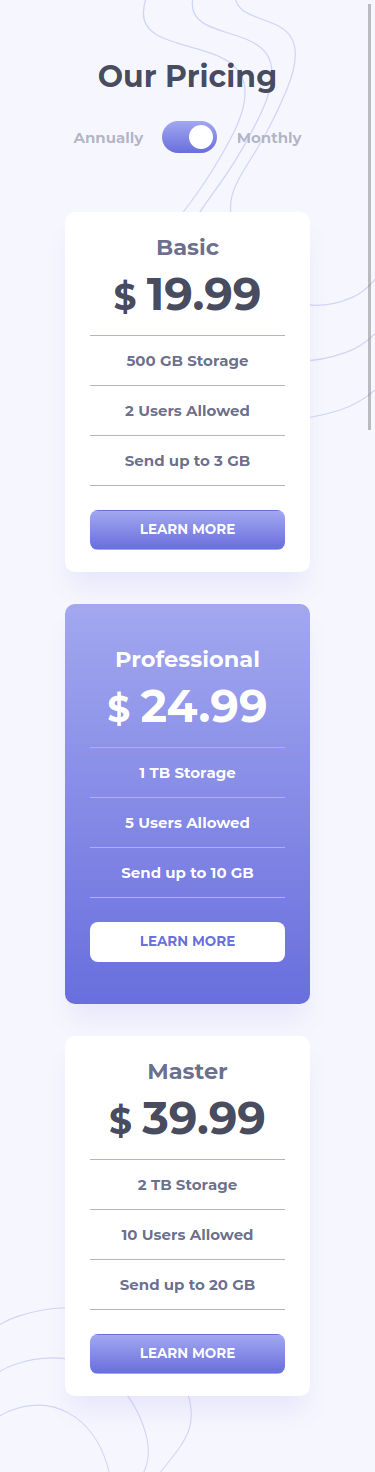 Our Pricing
Annually Monthly
Basic
$ 19.99
500 GB Storage
2 Users Allowed
Send up to 3 GB
LEARN MORE
Professional
$ 24.99
1 TB Storage
5 Users Allowed
Send up to 10 GB
LEARN MORE
Master
$ 39.99
2 TB Storage
10 Users Allowed
Send up to 20 GB
LEARN MORE